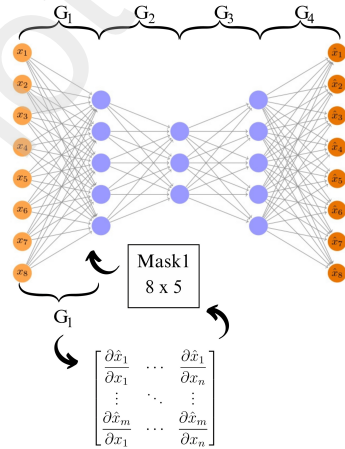 G₁ G₂ G₃ G₄
x₁ x̂₁
x₂ x̂₂
x₃ x̂₃
x₄ x̂₄
x₅ x̂₅
x₆ x̂₆
x₇ x̂₇
x₈ x̂₈
Mask1
8 x 5
G₁
∂x̂₁/∂x₁ ⋯ ∂x̂₁/∂xₙ
⋮ ⋱ ⋮
∂x̂ₘ/∂x₁ ⋯ ∂x̂ₘ/∂xₙ